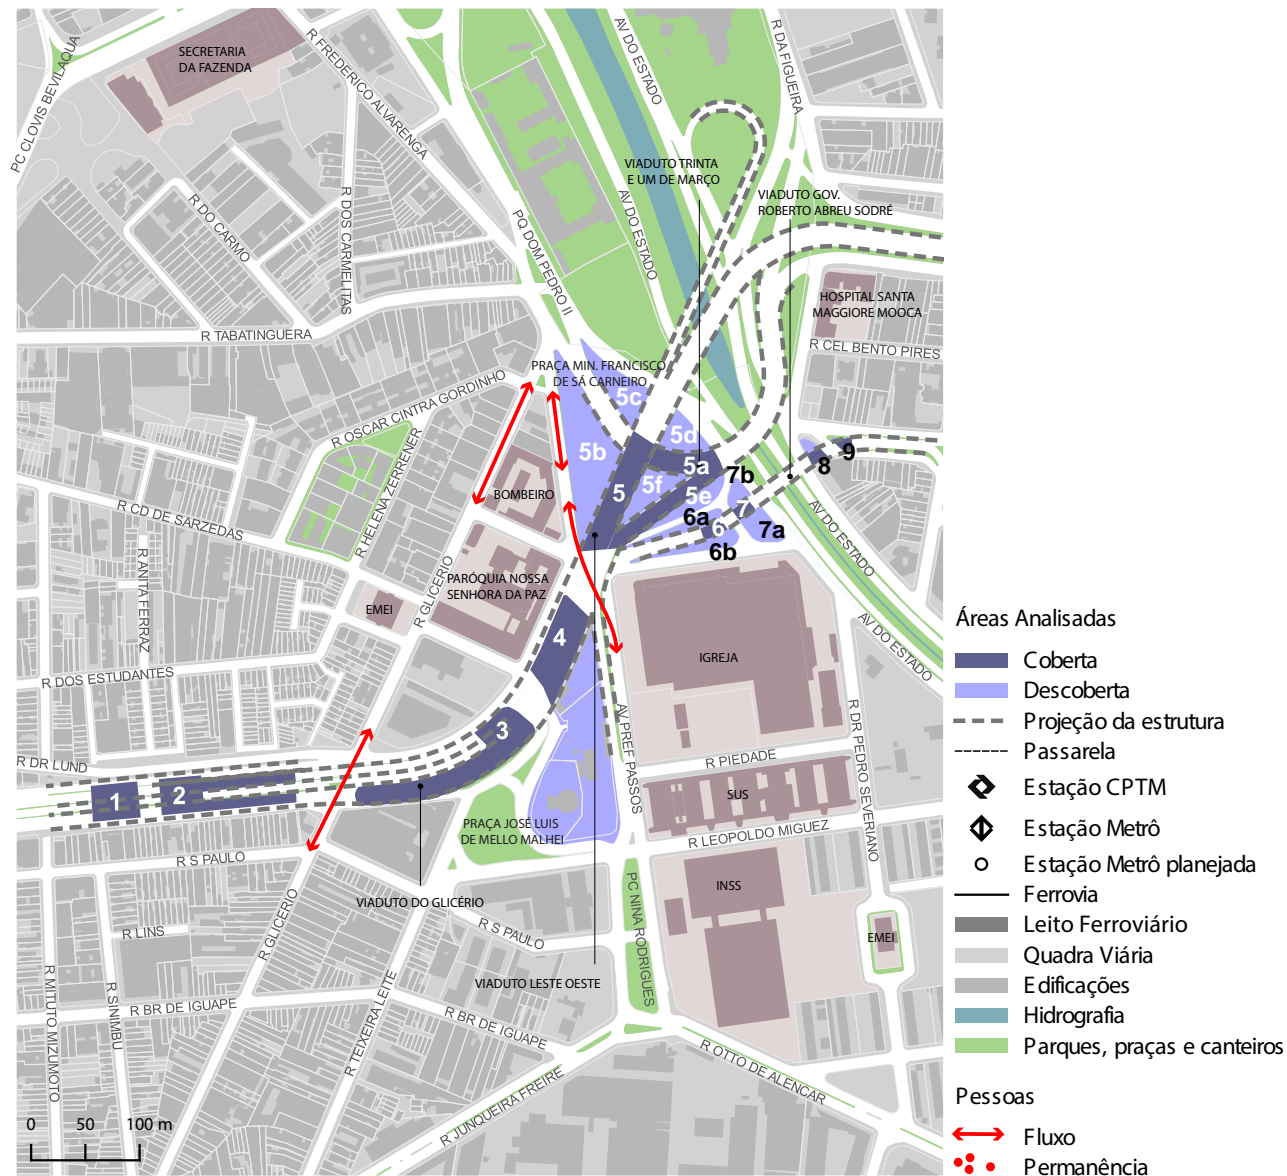 SECRETARIA
DA FAZENDA
PC CLOVIS BEVILAQUA
R FREDERICO ALVARENGA
AV DO ESTADO
R DA FIGUEIRA
R DO CARMO
R DOS CARMELITAS
PQ DOM PEDRO II
AV DO ESTADO
VIADUTO TRINTA
E UM DE MARÇO
VIADUTO GOV.
ROBERTO ABREU SODRÉ
HOSPITAL SANTA
MAGGIORE MOOCA
R TABATINGUERA
R CEL BENTO PIRES
PRAÇA MIN. FRANCISCO
DE SÁ CARNEIRO
R OSCAR CINTRA GORDINHO
R HELENA ZERRENER
5c
5d
5b
5a
5f
5
5e
7b
8
9
7
6a
6
7a
6b
BOMBEIRO
R CD DE SARZEDAS
R ANITA FERRAZ
R GLICERIO
AV DO ESTADO
PARÓQUIA NOSSA
SENHORA DA PAZ
EMEI
4
IGREJA
AV DO ESTADO
R DOS ESTUDANTES
R DR LUND
3
AV PREF PASSOS
R PIEDADE
R DR PEDRO SEVERIANO
1
2
SUS
PRAÇA JOSÉ LUIS
DE MELLO MALHEI
R LEOPOLDO MIGUEZ
R S PAULO
INSS
VIADUTO DO GLICÉRIO
R GLICERIO
R LINS
R S PAULO
PC NINA RODRIGUES
EMEI
VIADUTO LESTE OESTE
R MITUTO MIZUMOTO
R SINIMBU
R BR DE IGUAPE
R TEIXEIRA LEITE
R BR DE IGUAPE
R OTTO DE ALENCAR
R JUNQUEIRA FREIRE
0 50 100 m
Áreas Analisadas
Coberta
Descoberta
Projeção da estrutura
Passarela
Estação CPTM
Estação Metrô
Estação Metrô planejada
Ferrovia
Leito Ferroviário
Quadra Viária
Edificações
Hidrografia
Parques, praças e canteiros
Pessoas
Fluxo
Permanência